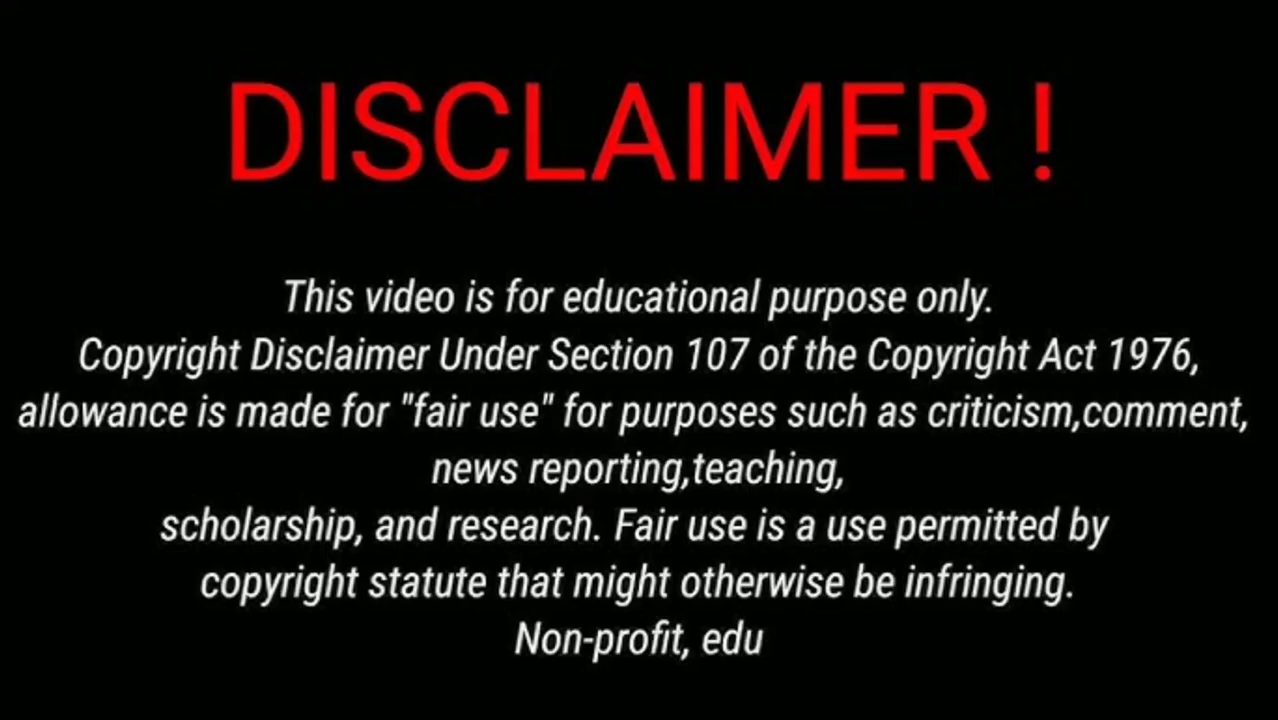 DISCLAIMER !
This video is for educational purpose only.
Copyright Disclaimer Under Section 107 of the Copyright Act 1976,
allowance is made for "fair use" for purposes such as criticism,comment,
news reporting,teaching,
scholarship, and research. Fair use is a use permitted by
copyright statute that might otherwise be infringing.
Non-profit, edu